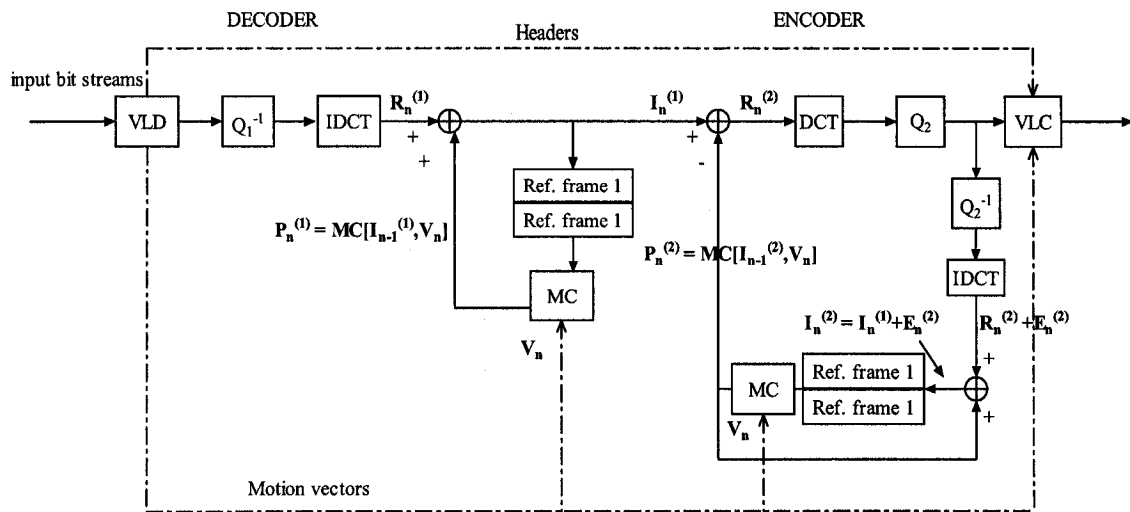 DECODER
ENCODER
Headers
input bit streams
VLD
Q₁⁻¹
IDCT
Rₙ⁽¹⁾
+
+
Iₙ⁽¹⁾
+
-
Rₙ⁽²⁾
DCT
Q₂
VLC
Ref. frame 1
Ref. frame 1
Pₙ⁽¹⁾ = MC[Iₙ₋₁⁽¹⁾,Vₙ]
MC
Vₙ
Pₙ⁽²⁾ = MC[Iₙ₋₁⁽²⁾,Vₙ]
Q₂⁻¹
IDCT
Iₙ⁽²⁾ = Iₙ⁽¹⁾+Eₙ⁽²⁾
Rₙ⁽²⁾+Eₙ⁽²⁾
+
+
MC
Ref. frame 1
Ref. frame 1
Vₙ
Motion vectors